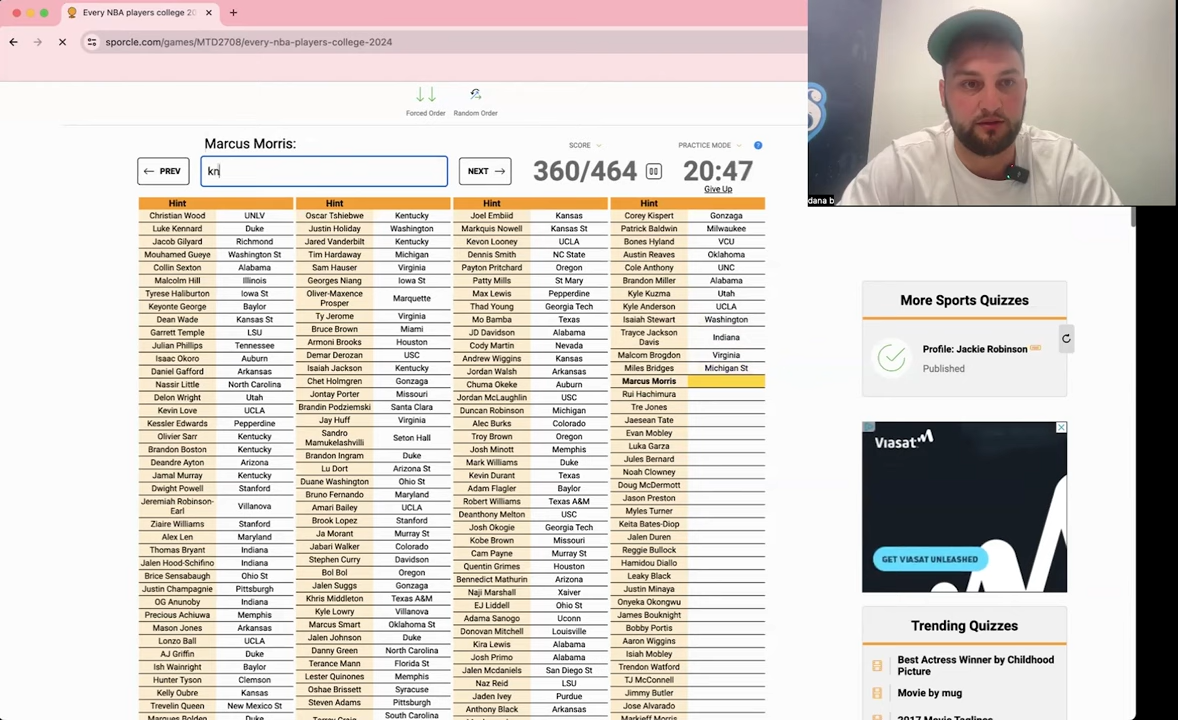 Every NBA players college 20
sporcle.com/games/MTD2708/every-nba-players-college-2024
Forced Order
Random Order
Marcus Morris:
← PREV
kn
NEXT →
SCORE
360/464
PRACTICE MODE
?
20:47
Give Up
dana b
Hint
Christian Wood UNLV
Luke Kennard Duke
Jacob Gilyard Richmond
Mouhamed Gueye Washington St
Collin Sexton Alabama
Malcolm Hill Illinois
Tyrese Haliburton Iowa St
Keyonte George Baylor
Dean Wade Kansas St
Garrett Temple LSU
Julian Phillips Tennessee
Isaac Okoro Auburn
Daniel Gafford Arkansas
Nassir Little North Carolina
Delon Wright Utah
Kevin Love UCLA
Kessler Edwards Pepperdine
Olivier Sarr Kentucky
Brandon Boston Kentucky
Deandre Ayton Arizona
Jamal Murray Kentucky
Dwight Powell Stanford
Jeremiah Robinson-
Earl Villanova
Ziaire Williams Stanford
Alex Len Maryland
Thomas Bryant Indiana
Jalen Hood-Schifino Indiana
Brice Sensabaugh Ohio St
Justin Champagnie Pittsburgh
OG Anunoby Indiana
Precious Achiuwa Memphis
Mason Jones Arkansas
Lonzo Ball UCLA
AJ Griffin Duke
Ish Wainright Baylor
Hunter Tyson Clemson
Kelly Oubre Kansas
Trevelin Queen New Mexico St
Marques Bolden Duke
Hint
Oscar Tshiebwe Kentucky
Justin Holiday Washington
Jared Vanderbilt Kentucky
Tim Hardaway Michigan
Sam Hauser Virginia
Georges Niang Iowa St
Oliver-Maxence
Prosper Marquette
Ty Jerome Virginia
Bruce Brown Miami
Armoni Brooks Houston
Demar Derozan USC
Isaiah Jackson Kentucky
Chet Holmgren Gonzaga
Jontay Porter Missouri
Brandin Podziemski Santa Clara
Jay Huff Virginia
Sandro
Mamukelashvili Seton Hall
Brandon Ingram Duke
Lu Dort Arizona St
Duane Washington Ohio St
Bruno Fernando Maryland
Amari Bailey UCLA
Brook Lopez Stanford
Ja Morant Murray St
Jabari Walker Colorado
Stephen Curry Davidson
Bol Bol Oregon
Jalen Suggs Gonzaga
Khris Middleton Texas A&M
Kyle Lowry Villanova
Marcus Smart Oklahoma St
Jalen Johnson Duke
Danny Green North Carolina
Terance Mann Florida St
Lester Quinones Memphis
Oshae Brissett Syracuse
Steven Adams Pittsburgh
Torrey Craig South Carolina
Hint
Joel Embiid Kansas
Markquis Nowell Kansas St
Kevon Looney UCLA
Dennis Smith NC State
Payton Pritchard Oregon
Patty Mills St Mary
Max Lewis Pepperdine
Thad Young Georgia Tech
Mo Bamba Texas
JD Davidson Alabama
Cody Martin Nevada
Andrew Wiggins Kansas
Jordan Walsh Arkansas
Chuma Okeke Auburn
Jordan McLaughlin USC
Duncan Robinson Michigan
Alec Burks Colorado
Troy Brown Oregon
Josh Minott Memphis
Mark Williams Duke
Kevin Durant Texas
Adam Flagler Baylor
Robert Williams Texas A&M
Deanthony Melton USC
Josh Okogie Georgia Tech
Kobe Brown Missouri
Cam Payne Murray St
Quentin Grimes Houston
Bennedict Mathurin Arizona
Naji Marshall Xaiver
EJ Liddell Ohio St
Adama Sanogo Uconn
Donovan Mitchell Louisville
Kira Lewis Alabama
Josh Primo Alabama
Jalen Mcdaniels San Diego St
Naz Reid LSU
Jaden Ivey Purdue
Anthony Black Arkansas
Hint
Corey Kispert Gonzaga
Patrick Baldwin Milwaukee
Bones Hyland VCU
Austin Reaves Oklahoma
Cole Anthony UNC
Brandon Miller Alabama
Kyle Kuzma Utah
Kyle Anderson UCLA
Isaiah Stewart Washington
Trayce Jackson
Davis Indiana
Malcom Brogdon Virginia
Miles Bridges Michigan St
Marcus Morris
Rui Hachimura
Tre Jones
Jaesean Tate
Evan Mobley
Luka Garza
Jules Bernard
Noah Clowney
Doug McDermott
Jason Preston
Myles Turner
Keita Bates-Diop
Jalen Duren
Reggie Bullock
Hamidou Diallo
Leaky Black
Justin Minaya
Onyeka Okongwu
James Bouknight
Bobby Portis
Aaron Wiggins
Isiah Mobley
Trendon Watford
TJ McConnell
Jimmy Butler
Jose Alvarado
Markieff Morris
More Sports Quizzes
Profile: Jackie Robinson
Published
Viasat
GET VIASAT UNLEASHED
Trending Quizzes
Best Actress Winner by Childhood
Picture
Movie by mug
2017 Movie Taglines